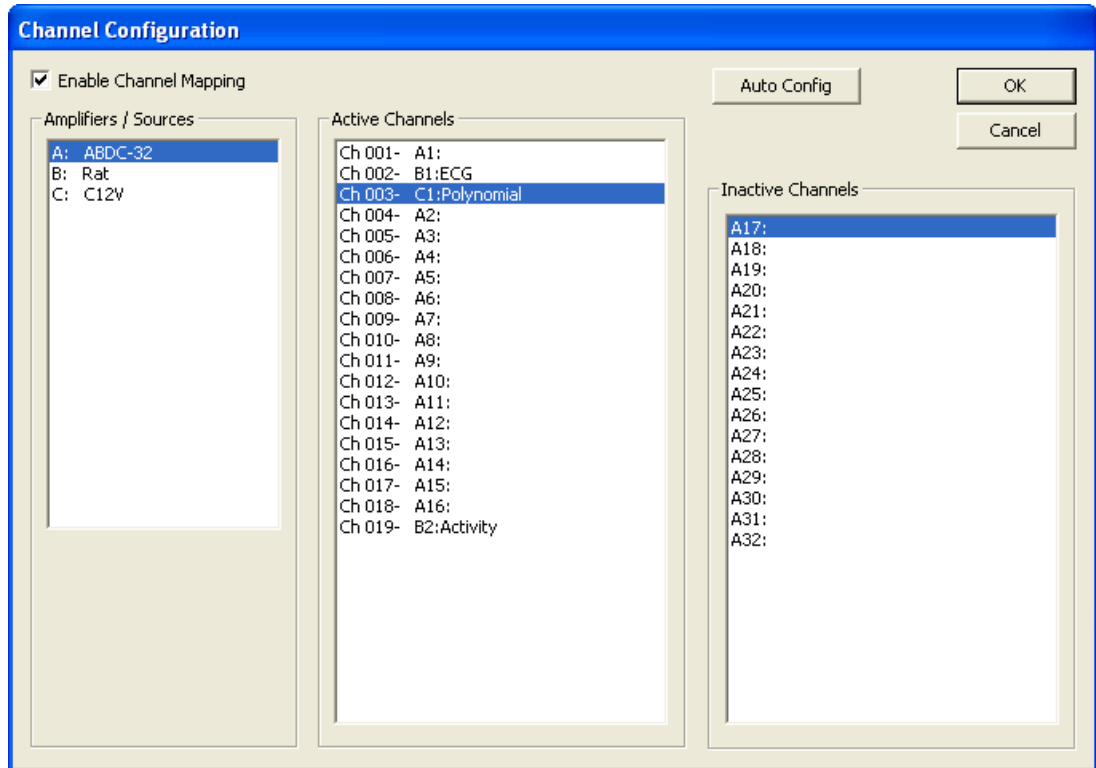 Channel Configuration
Enable Channel Mapping
Auto Config
OK
Cancel
Amplifiers / Sources
A: ABDC-32
B: Rat
C: C12V
Active Channels
Ch 001- A1:
Ch 002- B1:ECG
Ch 003- C1:Polynomial
Ch 004- A2:
Ch 005- A3:
Ch 006- A4:
Ch 007- A5:
Ch 008- A6:
Ch 009- A7:
Ch 010- A8:
Ch 011- A9:
Ch 012- A10:
Ch 013- A11:
Ch 014- A12:
Ch 015- A13:
Ch 016- A14:
Ch 017- A15:
Ch 018- A16:
Ch 019- B2:Activity
Inactive Channels
A17:
A18:
A19:
A20:
A21:
A22:
A23:
A24:
A25:
A26:
A27:
A28:
A29:
A30:
A31:
A32: